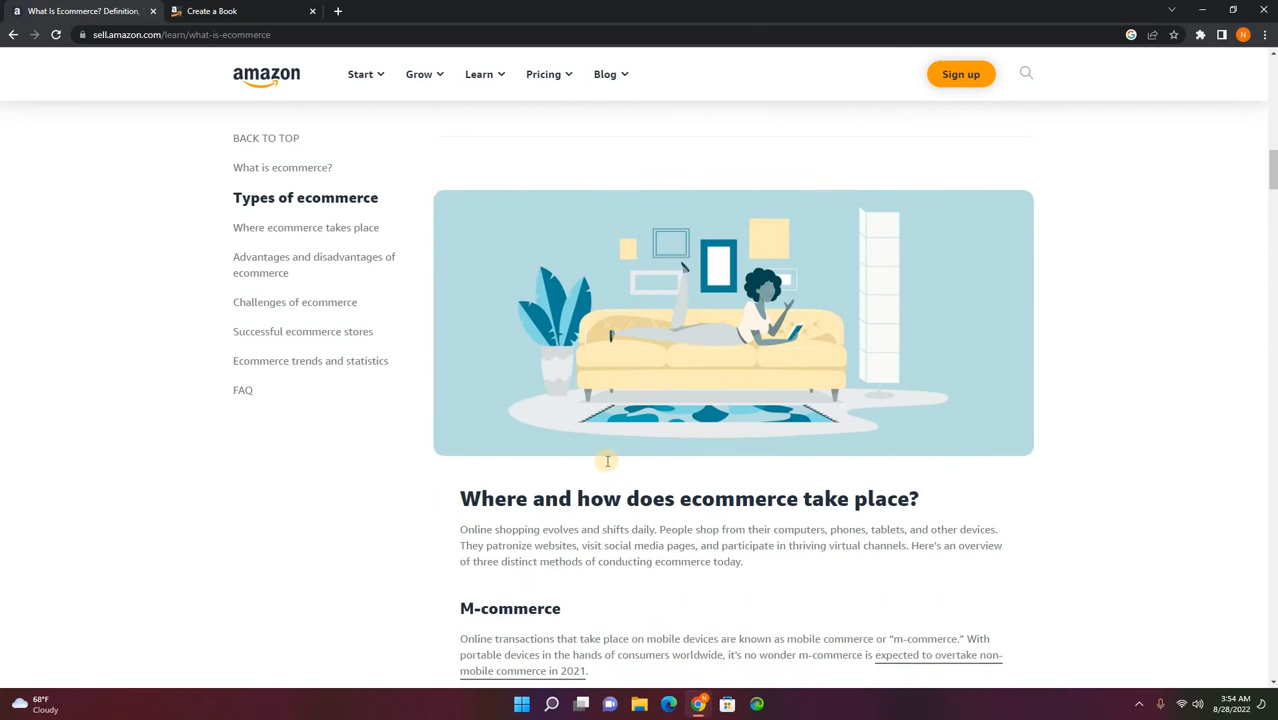 What Is Ecommerce? Definition,
Create a Book
sell.amazon.com/learn/what-is-ecommerce
N
amazon
Start
Grow
Learn
Pricing
Blog
Sign up
BACK TO TOP
What is ecommerce?
Types of ecommerce
Where ecommerce takes place
Advantages and disadvantages of
ecommerce
Challenges of ecommerce
Successful ecommerce stores
Ecommerce trends and statistics
FAQ
Where and how does ecommerce take place?
Online shopping evolves and shifts daily. People shop from their computers, phones, tablets, and other devices.
They patronize websites, visit social media pages, and participate in thriving virtual channels. Here's an overview
of three distinct methods of conducting ecommerce today.
M-commerce
Online transactions that take place on mobile devices are known as mobile commerce or “m-commerce.” With
portable devices in the hands of consumers worldwide, it's no wonder m-commerce is expected to overtake non-
mobile commerce in 2021.
68°F
Cloudy
3:54 AM
8/28/2022